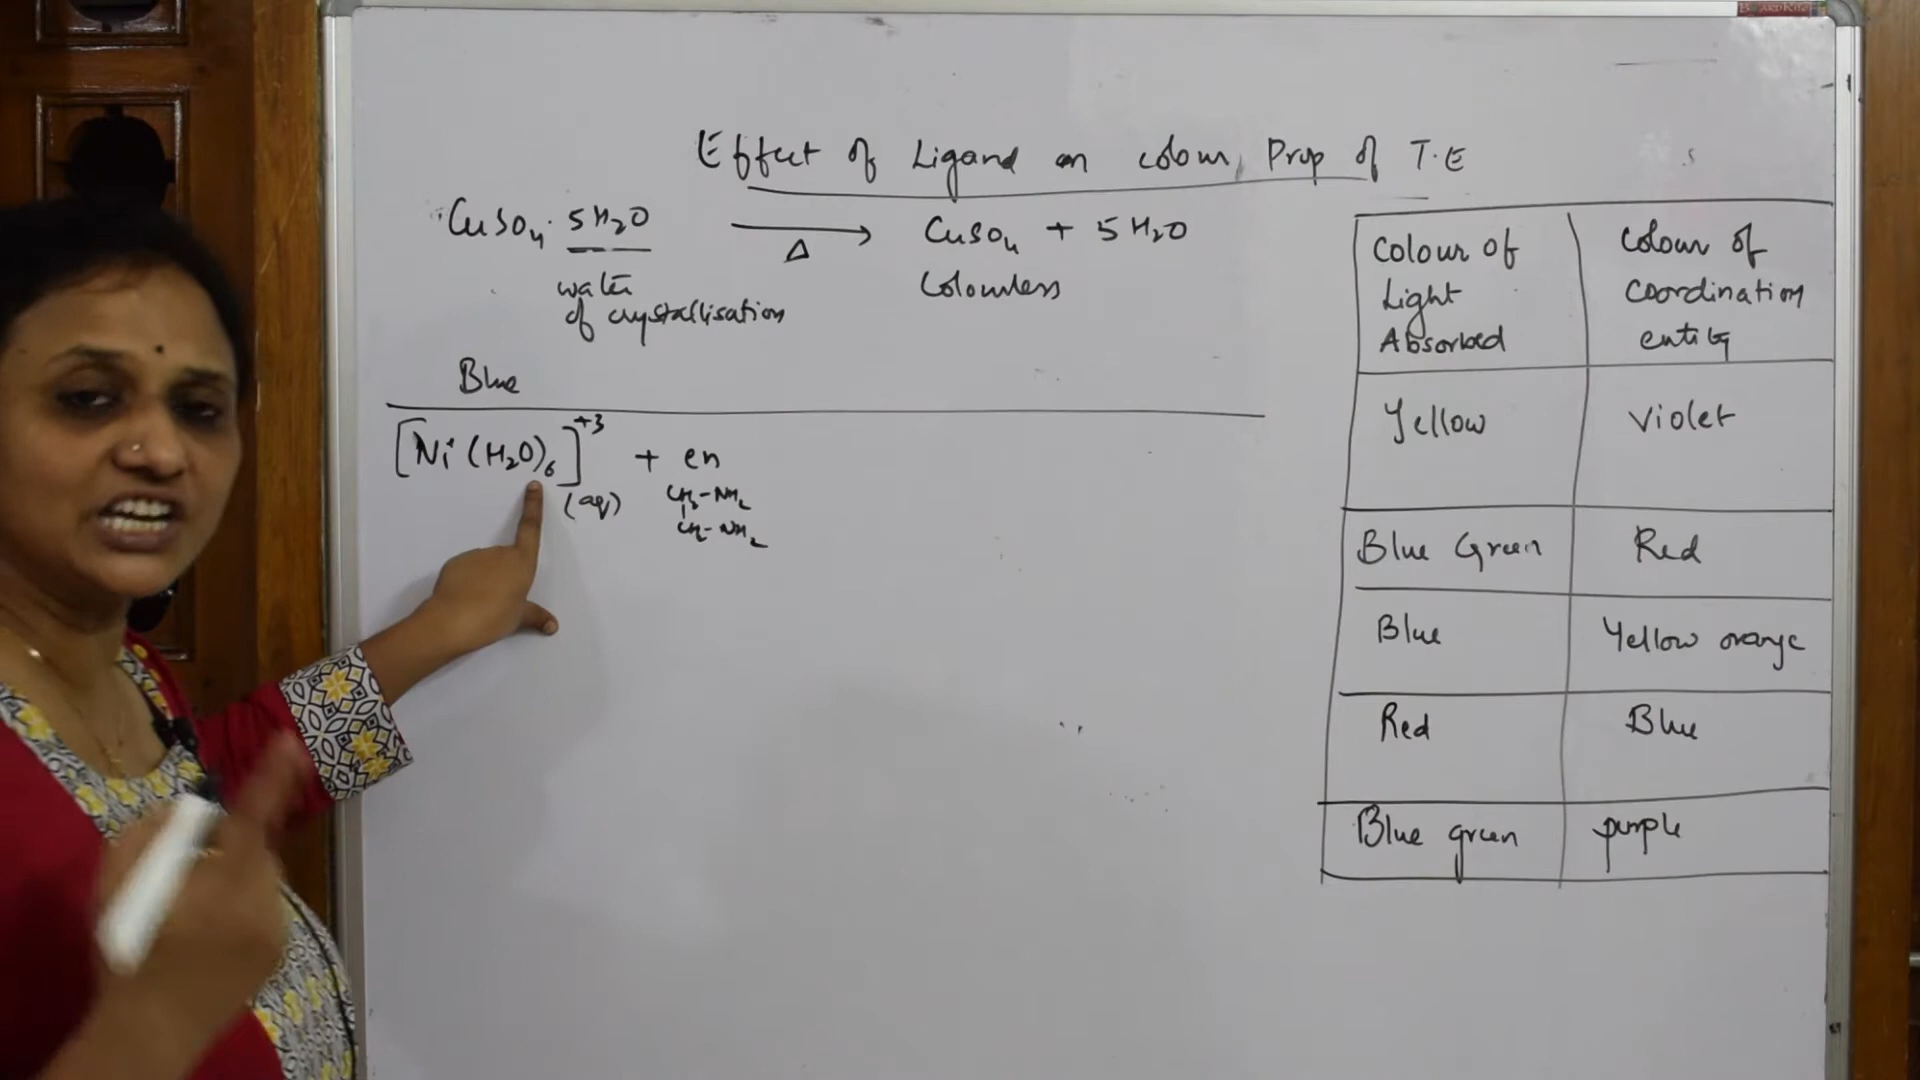 Effect of Ligand on colour Prop of T.E
CuSO₄. 5H₂O ⟶ CuSO₄ + 5H₂O
Δ
water
of crystallisation
Colourless
Blue
[Ni(H₂O)₆]⁺³ + en
(aq)
CH₂-NH₂
CH₂-NH₂
Colour of
Light
Absorbed
Colour of
Coordination
entity
Yellow
Violet
Blue Green
Red
Blue
Yellow orange
Red
Blue
Blue green
purple